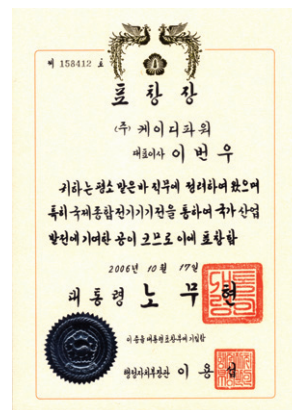 제 158412 호
표창장
(주) 케이디파워
대표이사 이번우
귀하는 평소 맡은바 직무에 정려하여 왔으며
특히 국제종합전기기기전을 통하여 국가 산업
발전에 기여한 공이 크므로 이에 표창함
2006년 10월 17일
대통령 노무현
이 증을 대통령표창부에 기입함
행정자치부장관 이용섭